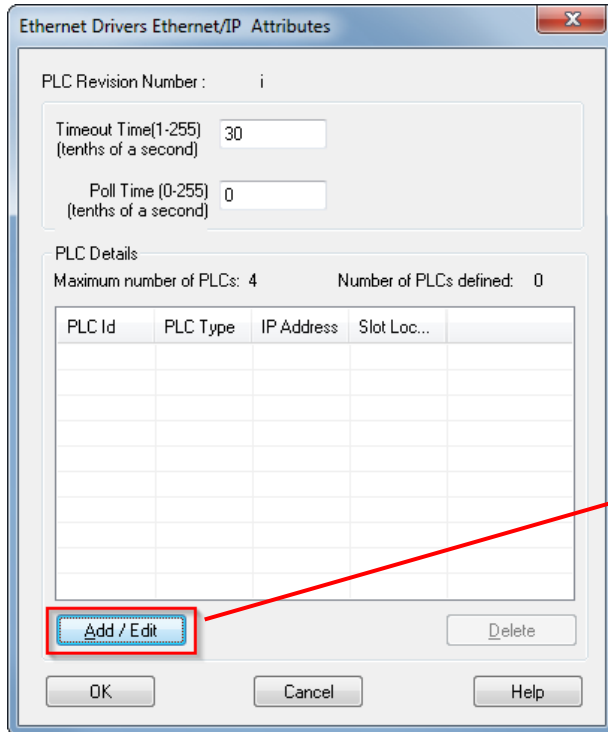 Ethernet Drivers Ethernet/IP Attributes
PLC Revision Number : i
Timeout Time(1-255) 30
(tenths of a second)
Poll Time (0-255) 0
(tenths of a second)
PLC Details
Maximum number of PLCs: 4 Number of PLCs defined: 0
PLC Id PLC Type IP Address Slot Loc...
Add / Edit Delete
OK Cancel Help